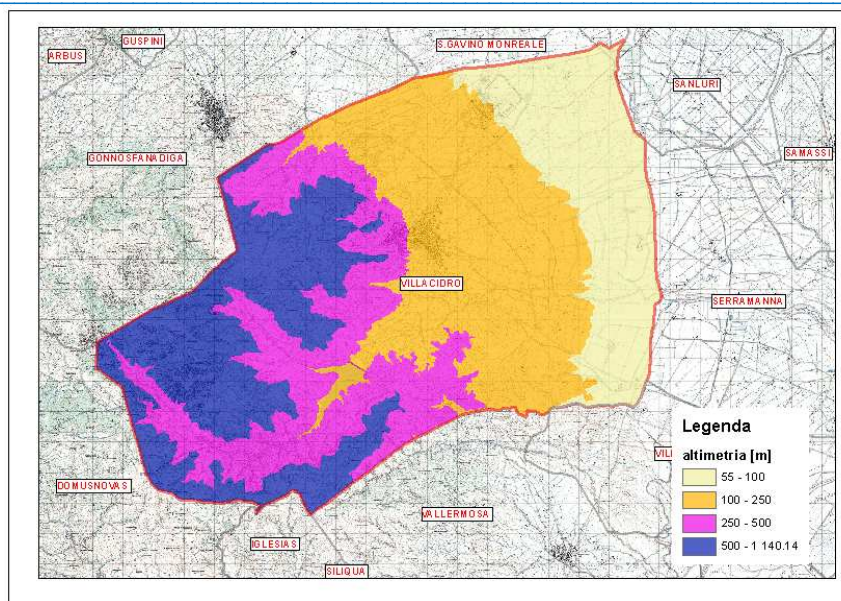 GUSPINI
ARBUS
S.GAVINO MONREALE
SANLURI
SAMASSI
GONNOSFANADIGA
VILLACIDRO
SERRAMANNA
DOMUSNOVAS
VALLERMOSA
IGLESIAS
SILIQUA
Legenda
altimetria [m]
55 - 100
100 - 250
250 - 500
500 - 1 140.14